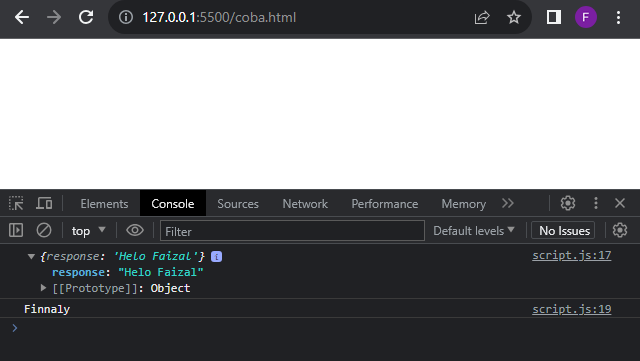 127.0.0.1:5500/coba.html
F
Elements Console Sources Network Performance Memory
top Filter Default levels No Issues
{response: 'Helo Faizal'} i script.js:17
response: "Helo Faizal"
[[Prototype]]: Object
Finnaly script.js:19